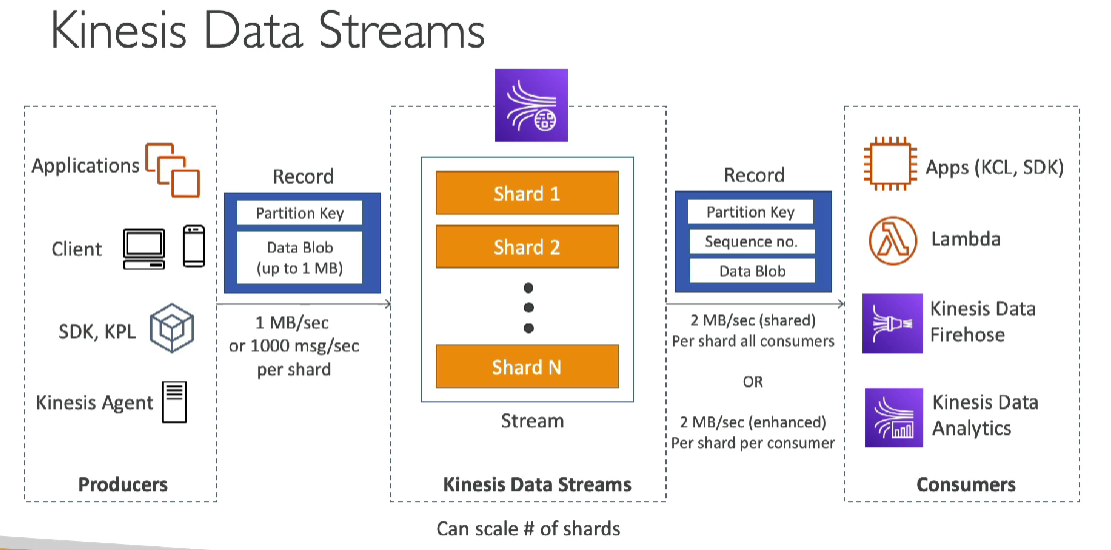 Kinesis Data Streams
Applications
Client
SDK, KPL
Kinesis Agent
Producers
Record
Partition Key
Data Blob
(up to 1 MB)
1 MB/sec
or 1000 msg/sec
per shard
Shard 1
Shard 2
Shard N
Stream
Kinesis Data Streams
Can scale # of shards
Record
Partition Key
Sequence no.
Data Blob
2 MB/sec (shared)
Per shard all consumers
OR
2 MB/sec (enhanced)
Per shard per consumer
Apps (KCL, SDK)
Lambda
Kinesis Data
Firehose
Kinesis Data
Analytics
Consumers